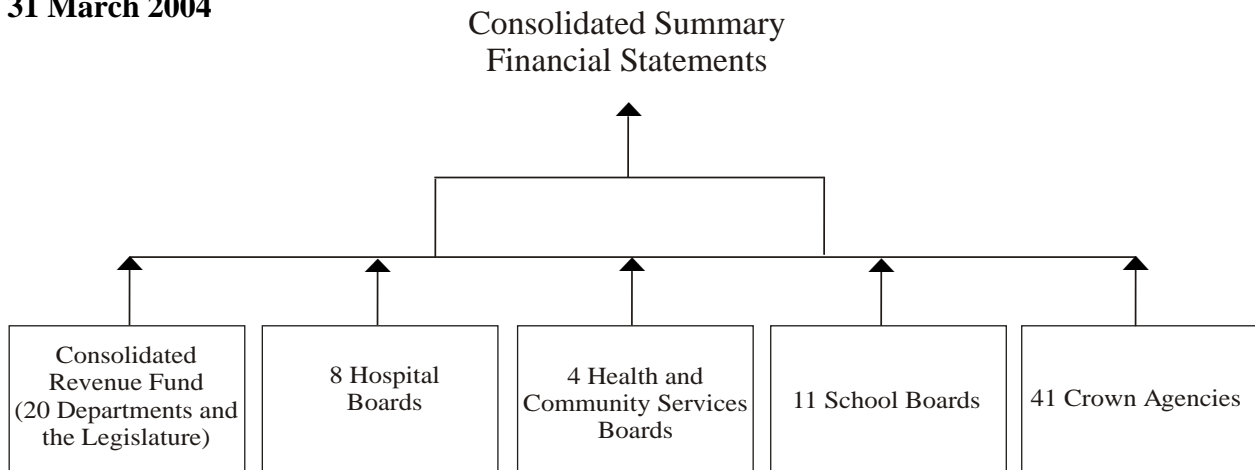 31 March 2004
Consolidated Summary
Financial Statements
Consolidated
Revenue Fund
(20 Departments and
the Legislature)
8 Hospital
Boards
4 Health and
Community Services
Boards
11 School Boards
41 Crown Agencies